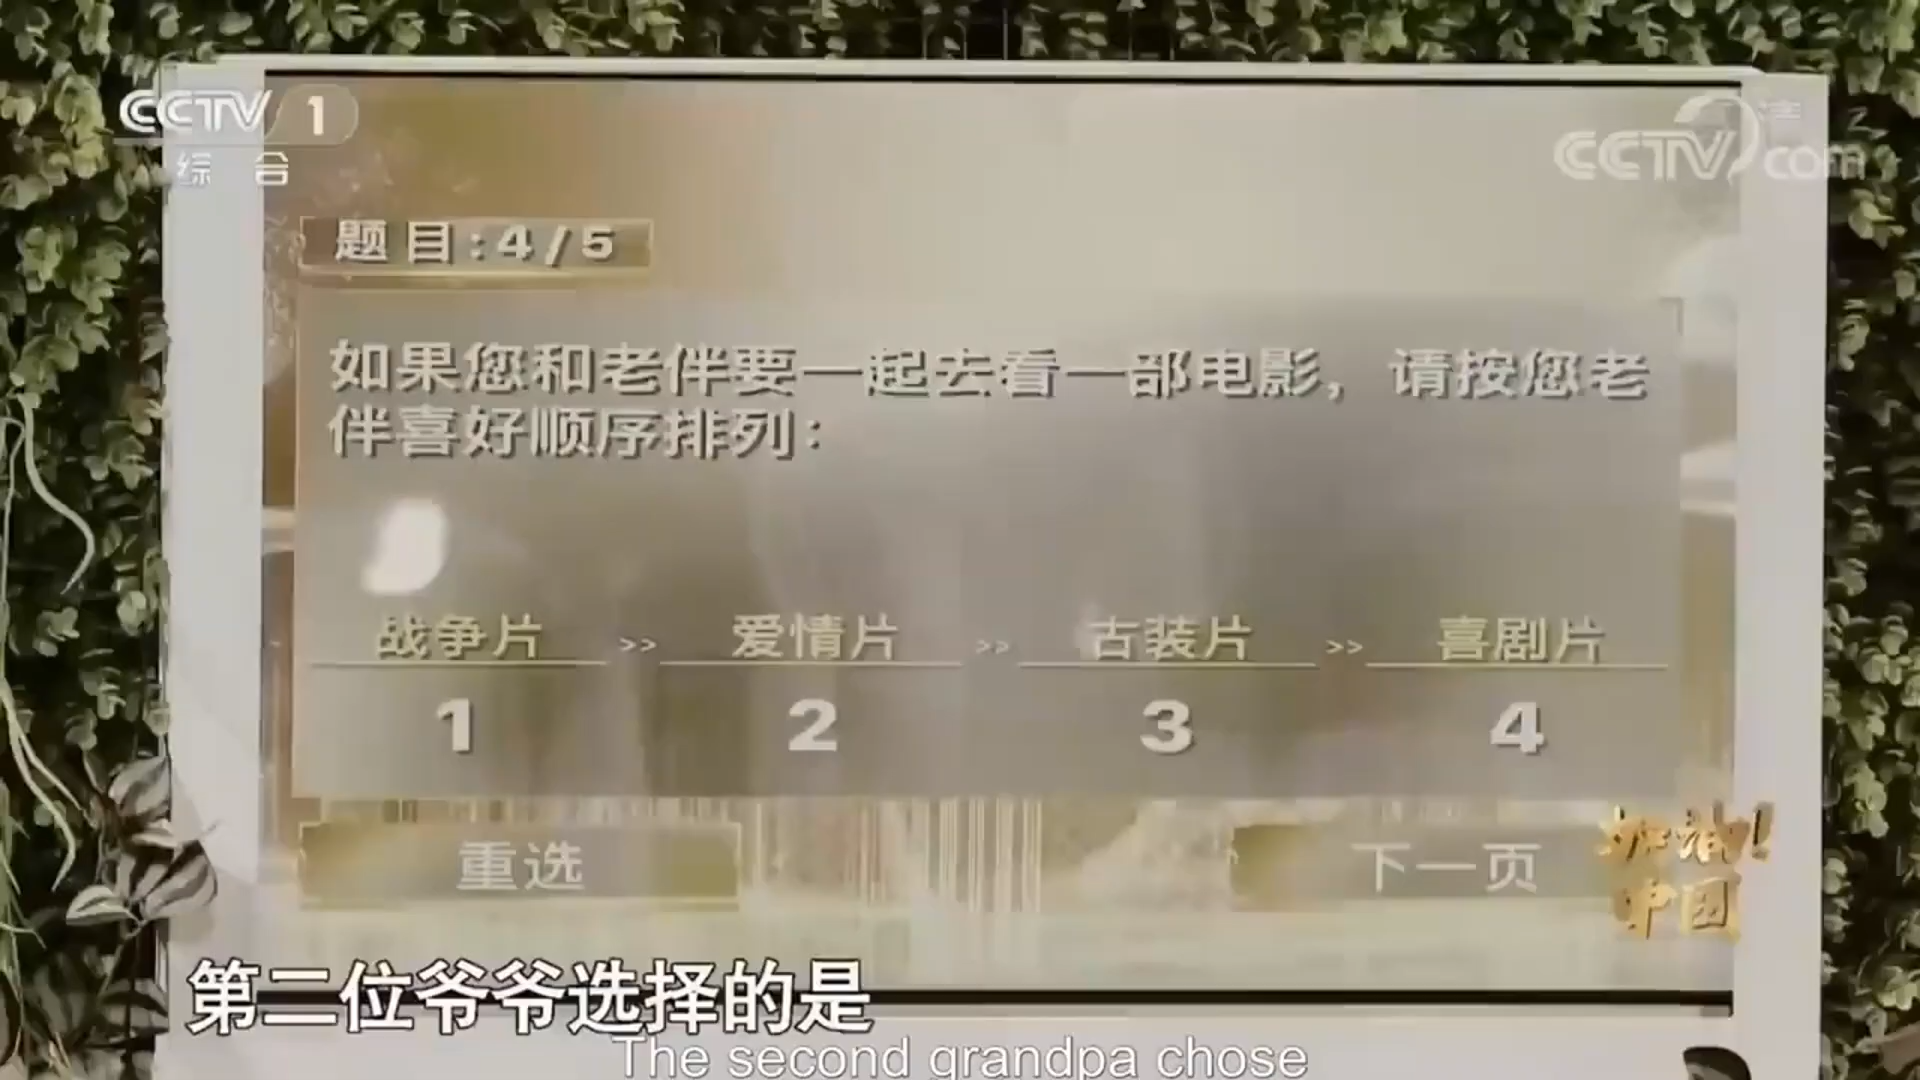 CCTV 1
综合
CCTV.com
题目:4/5
如果您和老伴要一起去看一部电影，请按您老
伴喜好顺序排列：
战争片 >> 爱情片 >> 古装片 >> 喜剧片
1 2 3 4
重选 下一页
加油!
中国
第二位爷爷选择的是
The second grandpa chose